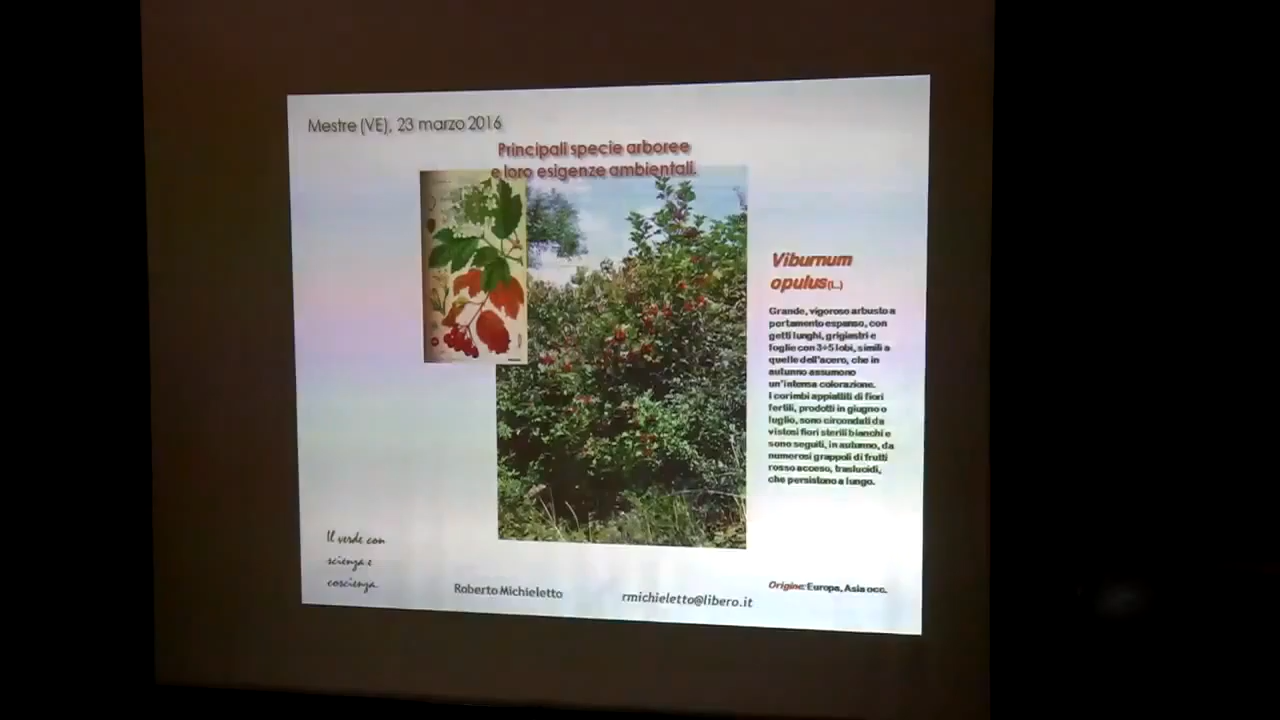 Mestre (VE), 23 marzo 2016
Principali specie arboree
e loro esigenze ambientali.
Viburnum
opulus (L.)
Grande, vigoroso arbusto a
portamento espanso, con
getti lunghi, grigiastri e
foglie con 3÷5 lobi, simili a
quelle dell'acero, che in
autunno assumono
un'intensa colorazione.
I corimbi appiattiti di fiori
fertili, prodotti in giugno o
luglio, sono circondati da
vistosi fiori sterili bianchi e
sono seguiti, in autunno, da
numerosi grappoli di frutti
rosso acceso, traslucidi,
che persistono a lungo.
Il verde con
scienza e
coscienza
Roberto Michieletto
rmichieletto@libero.it
Origine: Europa, Asia occ.